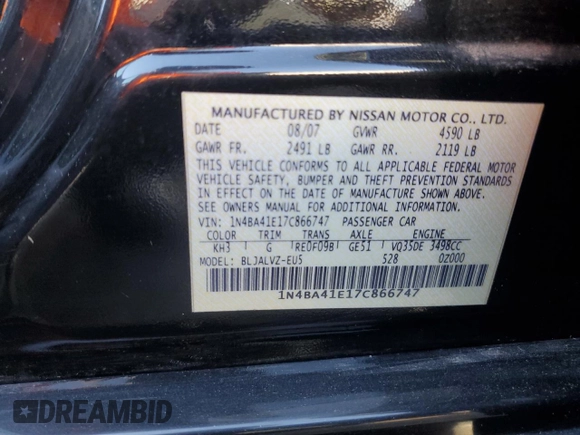 MANUFACTURED BY NISSAN MOTOR CO., LTD.
DATE 08/07 GVWR 4590 LB
GAWR FR. 2491 LB GAWR RR. 2119 LB
THIS VEHICLE CONFORMS TO ALL APPLICABLE FEDERAL MOTOR
VEHICLE SAFETY, BUMPER AND THEFT PREVENTION STANDARDS
IN EFFECT ON THE DATE OF MANUFACTURE SHOWN ABOVE.
SEE OWNERS MANUAL FOR ADDITIONAL INFORMATION.
VIN: 1N4BA41E17C866747 PASSENGER CAR
COLOR TRIM TRANS AXLE ENGINE
KH3 G RE0F09B GE51 VQ35DE 3498CC
MODEL: BLJALVZ-EU5 528 02000
1N4BA41E17C866747
DREAMBID